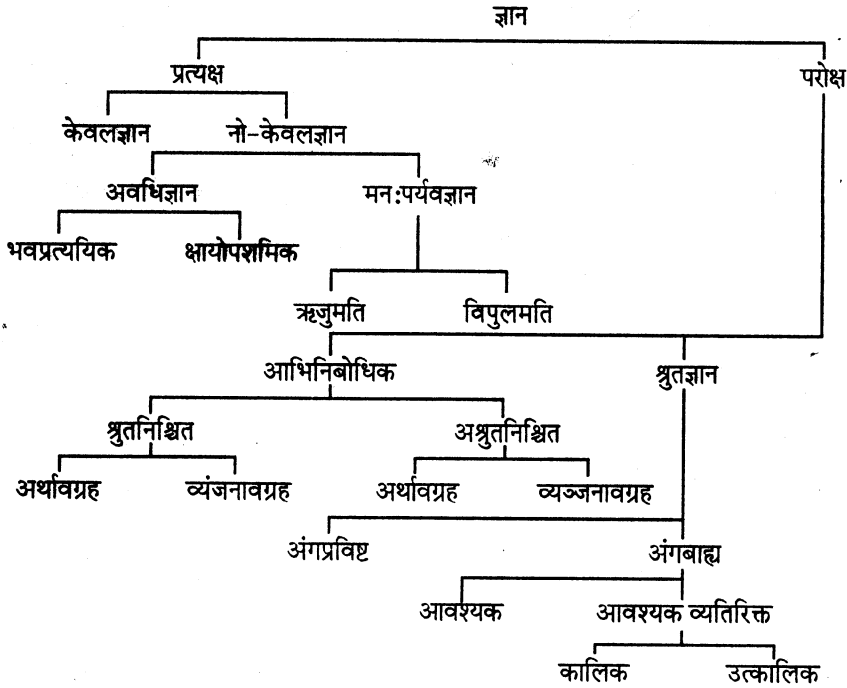 ज्ञान
प्रत्यक्ष परोक्ष
केवलज्ञान नो-केवलज्ञान
अवधिज्ञान मन:पर्यवज्ञान
भवप्रत्ययिक क्षायोपशमिक
ऋजुमति विपुलमति
आभिनिबोधिक श्रुतज्ञान
श्रुतनिश्चित अश्रुतनिश्चित
अर्थावग्रह व्यंजनावग्रह अर्थावग्रह व्यञ्जनावग्रह
अंगप्रविष्ट अंगबाह्य
आवश्यक आवश्यक व्यतिरिक्त
कालिक उत्कालिक